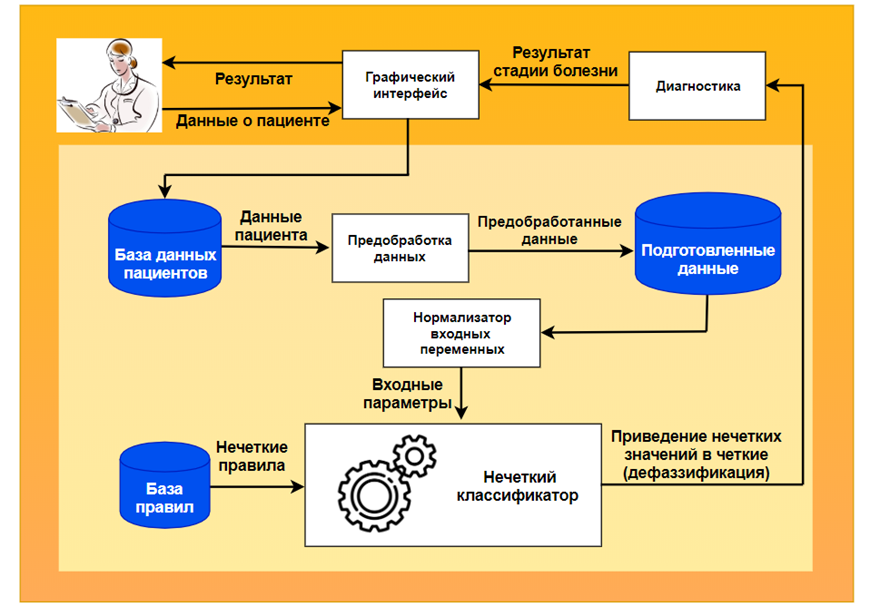 Результат
Данные о пациенте
Графический
интерфейс
Результат
стадии болезни
Диагностика
База данных
пациентов
Данные
пациента
Предобработка
данных
Предобработанные
данные
Подготовленные
данные
Нормализатор
входных
переменных
Входные
параметры
База
правил
Нечеткие
правила
Нечеткий
классификатор
Приведение нечетких
значений в четкие
(дефаззификация)